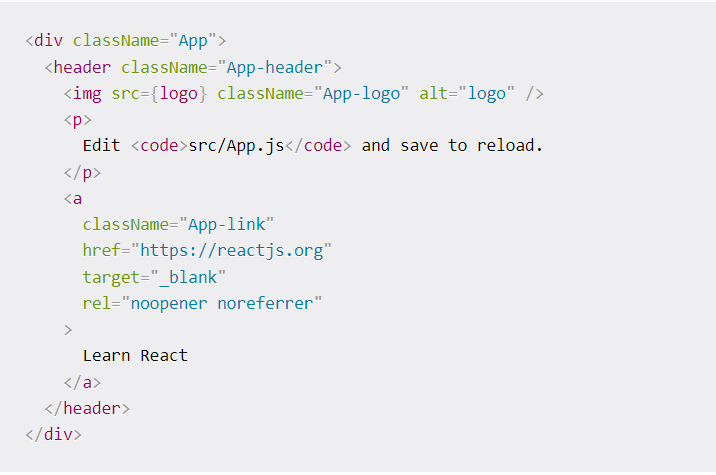 <div className="App">
  <header className="App-header">
    <img src={logo} className="App-logo" alt="logo" />
    <p>
      Edit <code>src/App.js</code> and save to reload.
    </p>
    <a
      className="App-link"
      href="https://reactjs.org"
      target="_blank"
      rel="noopener noreferrer"
    >
      Learn React
    </a>
  </header>
</div>